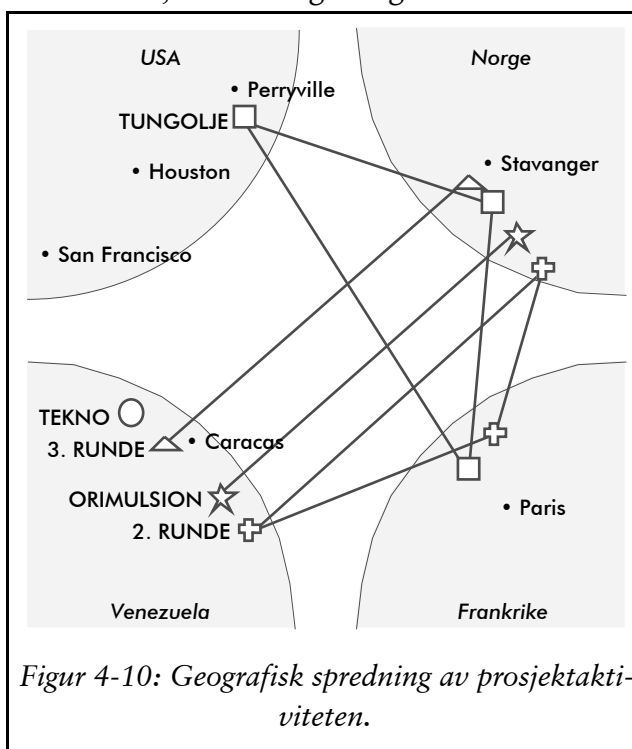 USA
Norge
• Perryville
TUNGOLJE
• Stavanger
• Houston
• San Francisco
TEKNO
3. RUNDE
• Caracas
ORIMULSION
2. RUNDE
• Paris
Venezuela
Frankrike
Figur 4-10: Geografisk spredning av prosjektakti-
viteten.